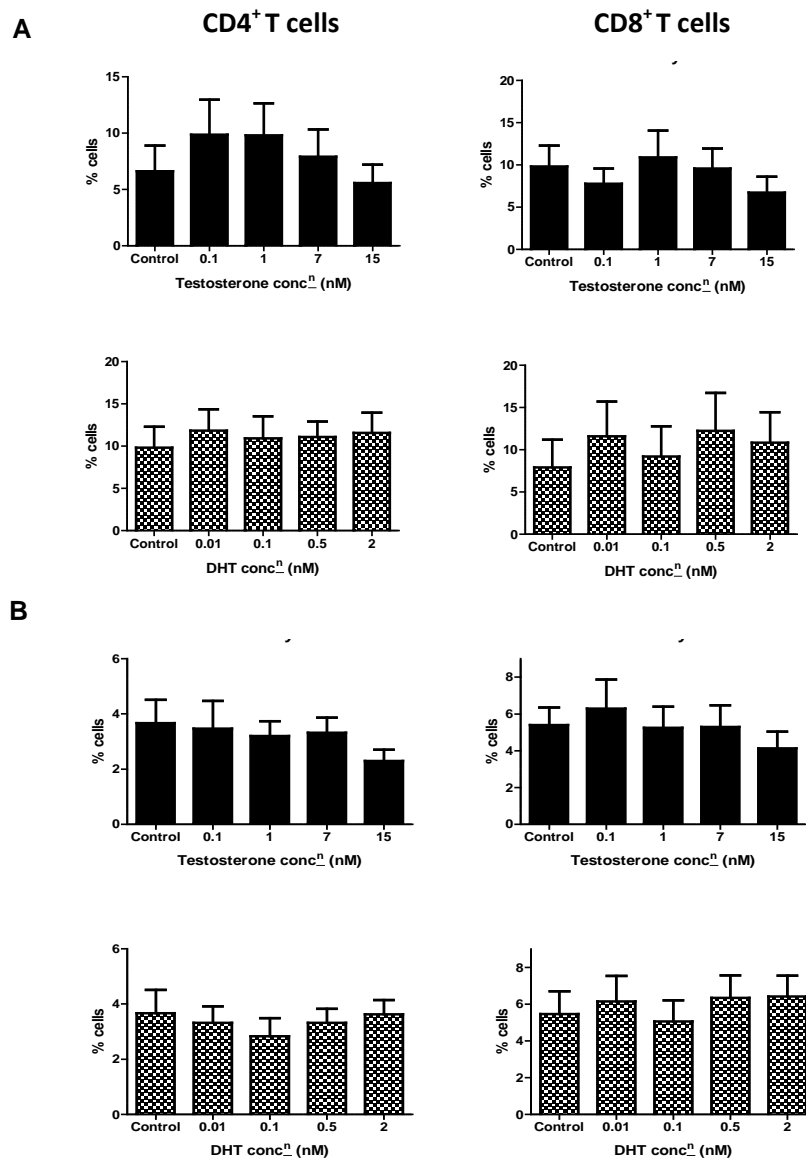 A
CD4⁺ T cells
CD8⁺ T cells
15
10
5
0
% cells
Control 0.1 1 7 15
Testosterone concⁿ (nM)
20
15
10
5
0
% cells
Control 0.1 1 7 15
Testosterone concⁿ (nM)
20
15
10
5
0
% cells
Control 0.01 0.1 0.5 2
DHT concⁿ (nM)
20
15
10
5
0
% cells
Control 0.01 0.1 0.5 2
DHT concⁿ (nM)
B
6
4
2
0
% cells
Control 0.1 1 7 15
Testosterone concⁿ (nM)
8
6
4
2
0
% cells
Control 0.1 1 7 15
Testosterone concⁿ (nM)
6
4
2
0
% cells
Control 0.01 0.1 0.5 2
DHT concⁿ (nM)
8
6
4
2
0
% cells
Control 0.01 0.1 0.5 2
DHT concⁿ (nM)